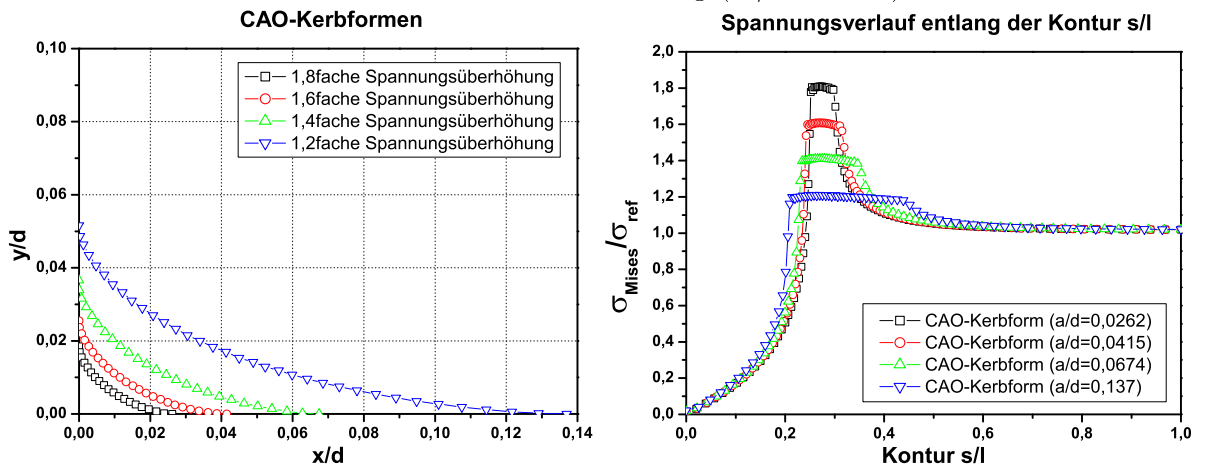 CAO-Kerbformen
0,10
0,08
0,06
0,04
0,02
0,00
y/d
1,8fache Spannungsüberhöhung
1,6fache Spannungsüberhöhung
1,4fache Spannungsüberhöhung
1,2fache Spannungsüberhöhung
0,00 0,02 0,04 0,06 0,08 0,10 0,12 0,14
x/d
Spannungsverlauf entlang der Kontur s/l
2,0
1,8
1,6
1,4
1,2
1,0
0,8
0,6
0,4
0,2
0,0
σMises/σref
CAO-Kerbform (a/d=0,0262)
CAO-Kerbform (a/d=0,0415)
CAO-Kerbform (a/d=0,0674)
CAO-Kerbform (a/d=0,137)
0,0 0,2 0,4 0,6 0,8 1,0
Kontur s/l